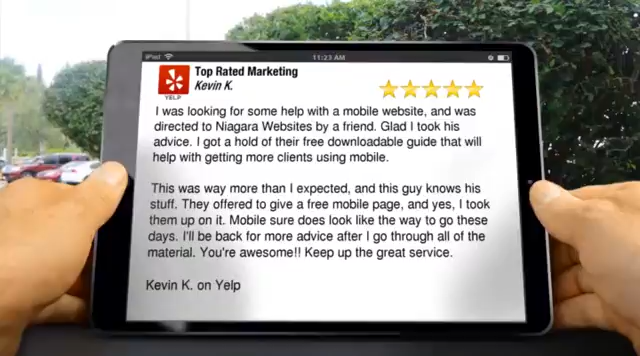 iPod
11:23 AM
YELP
Top Rated Marketing
Kevin K.
I was looking for some help with a mobile website, and was
directed to Niagara Websites by a friend. Glad I took his
advice. I got a hold of their free downloadable guide that will
help with getting more clients using mobile.
This was way more than I expected, and this guy knows his
stuff. They offered to give a free mobile page, and yes, I took
them up on it. Mobile sure does look like the way to go these
days. I'll be back for more advice after I go through all of the
material. You're awesome!! Keep up the great service.
Kevin K. on Yelp